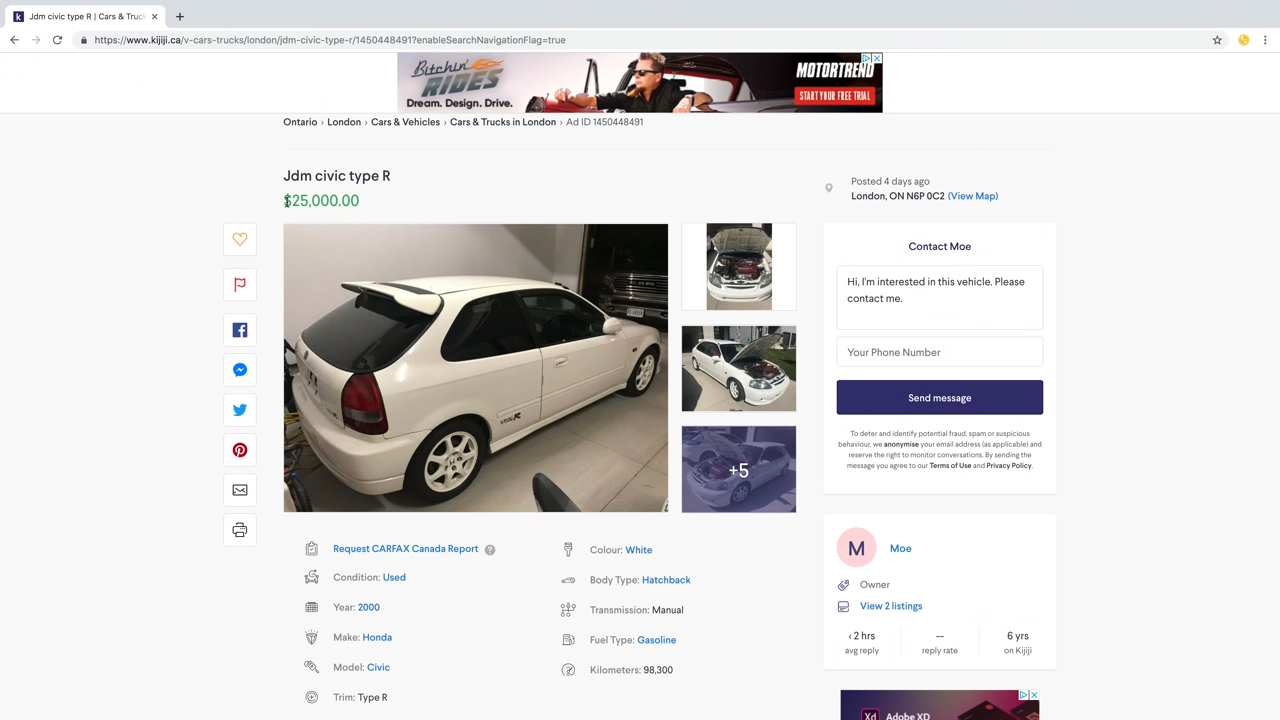 Jdm civic type R | Cars & Truck
https://www.kijiji.ca/v-cars-trucks/london/jdm-civic-type-r/1450448491?enableSearchNavigationFlag=true
Bitchin'
RIDES
Dream. Design. Drive.
MOTORTREND
START YOUR FREE TRIAL
Ontario › London › Cars & Vehicles › Cars & Trucks in London › Ad ID 1450448491
Jdm civic type R
$25,000.00
Posted 4 days ago
London, ON N6P 0C2 (View Map)
Contact Moe
Hi, I'm interested in this vehicle. Please
contact me.
Your Phone Number
Send message
To deter and identify potential fraud, spam or suspicious
behaviour, we anonymise your email address (as applicable) and
reserve the right to monitor conversations. By sending the
message you agree to our Terms of Use and Privacy Policy.
+5
M
Moe
Owner
View 2 listings
‹ 2 hrs
avg reply
--
reply rate
6 yrs
on Kijiji
Request CARFAX Canada Report ?
Condition: Used
Year: 2000
Make: Honda
Model: Civic
Trim: Type R
Colour: White
Body Type: Hatchback
Transmission: Manual
Fuel Type: Gasoline
Kilometers: 98,300
Xd
Adobe XD